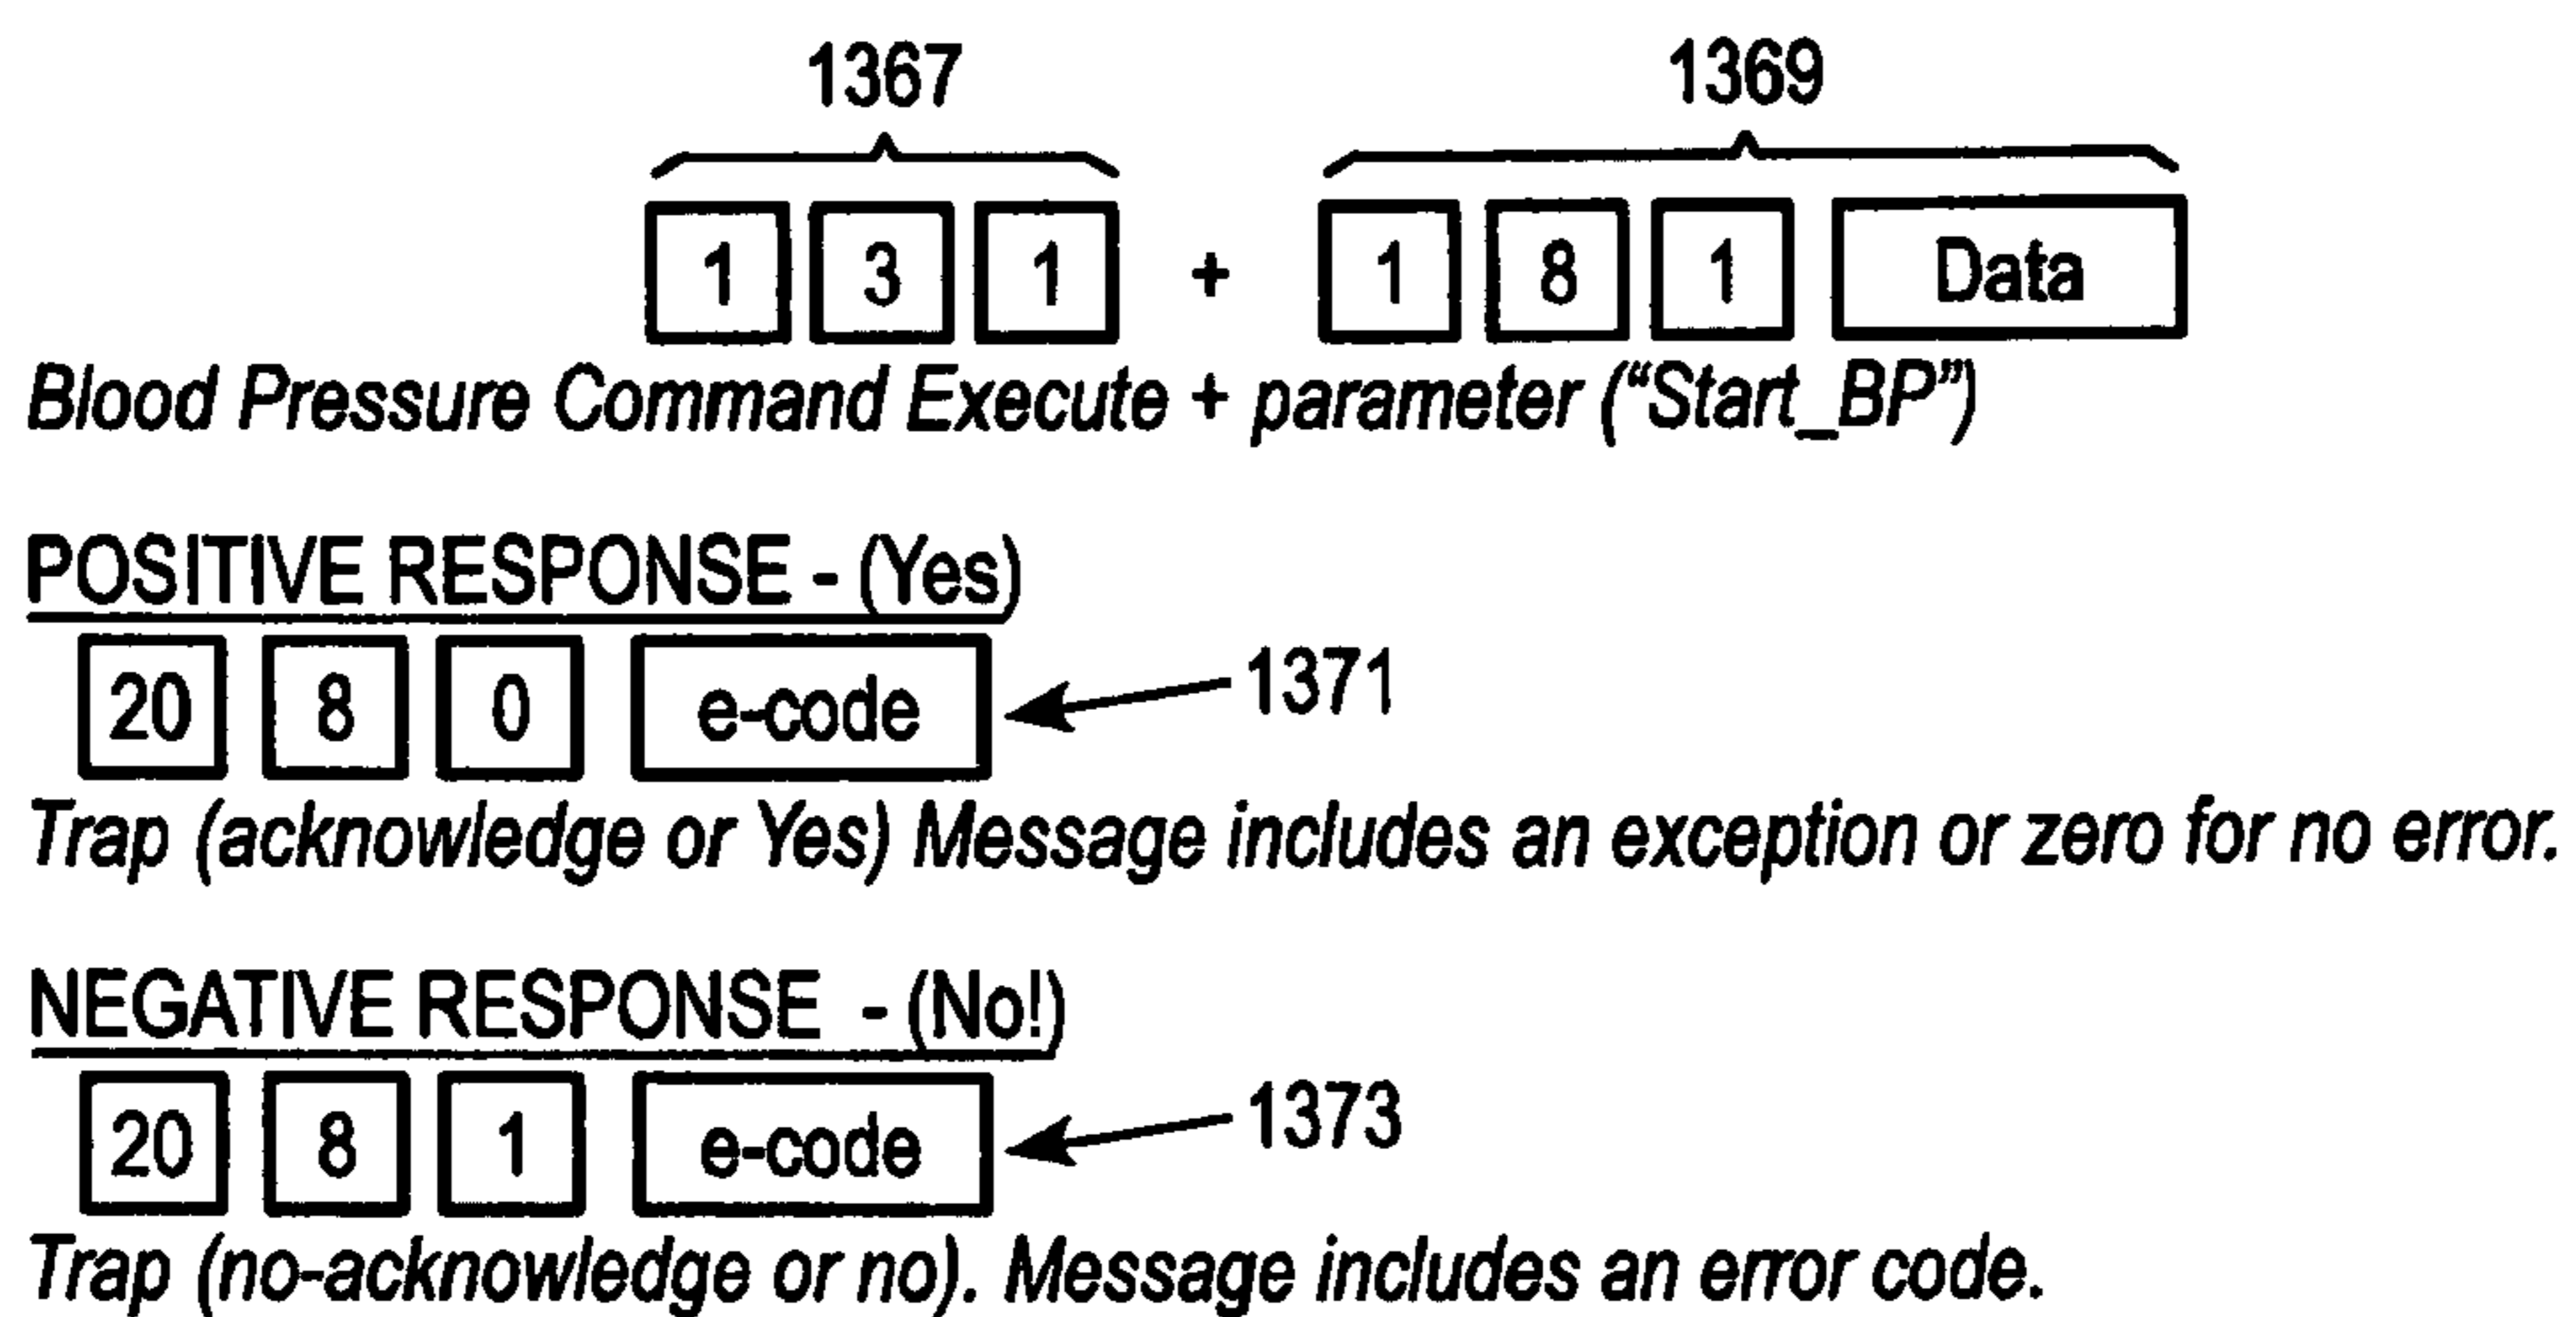 1367 1369
1 3 1 + 1 8 1 Data
Blood Pressure Command Execute + parameter (“Start_BP”)
POSITIVE RESPONSE - (Yes)
20 8 0 e-code 1371
Trap (acknowledge or Yes) Message includes an exception or zero for no error.
NEGATIVE RESPONSE - (No!)
20 8 1 e-code 1373
Trap (no-acknowledge or no). Message includes an error code.